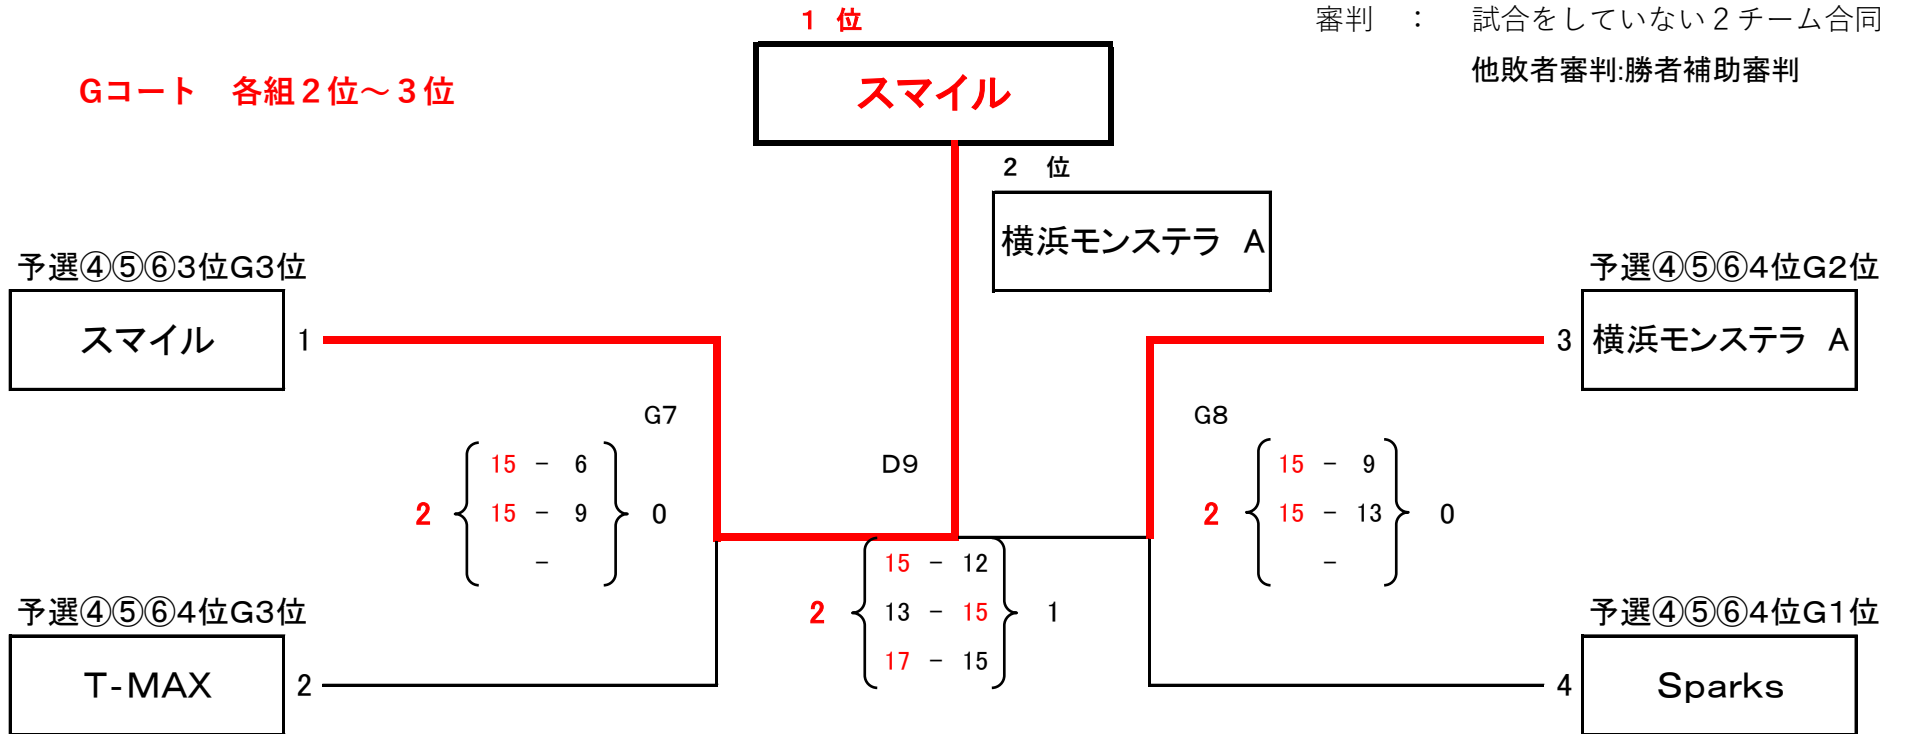 1 位
審判 : 試合をしていない2チーム合同
他敗者審判:勝者補助審判
Gコート 各組2位～3位
スマイル
2 位
横浜モンステラ A
予選④⑤⑥3位G3位
予選④⑤⑥4位G2位
スマイル 1
3 横浜モンステラ A
G7
G8
D9
15 - 6
2 15 - 9 0
-
15 - 9
2 15 - 13 0
-
15 - 12
2 13 - 15 1
17 - 15
予選④⑤⑥4位G3位
予選④⑤⑥4位G1位
T-MAX 2
4 Sparks